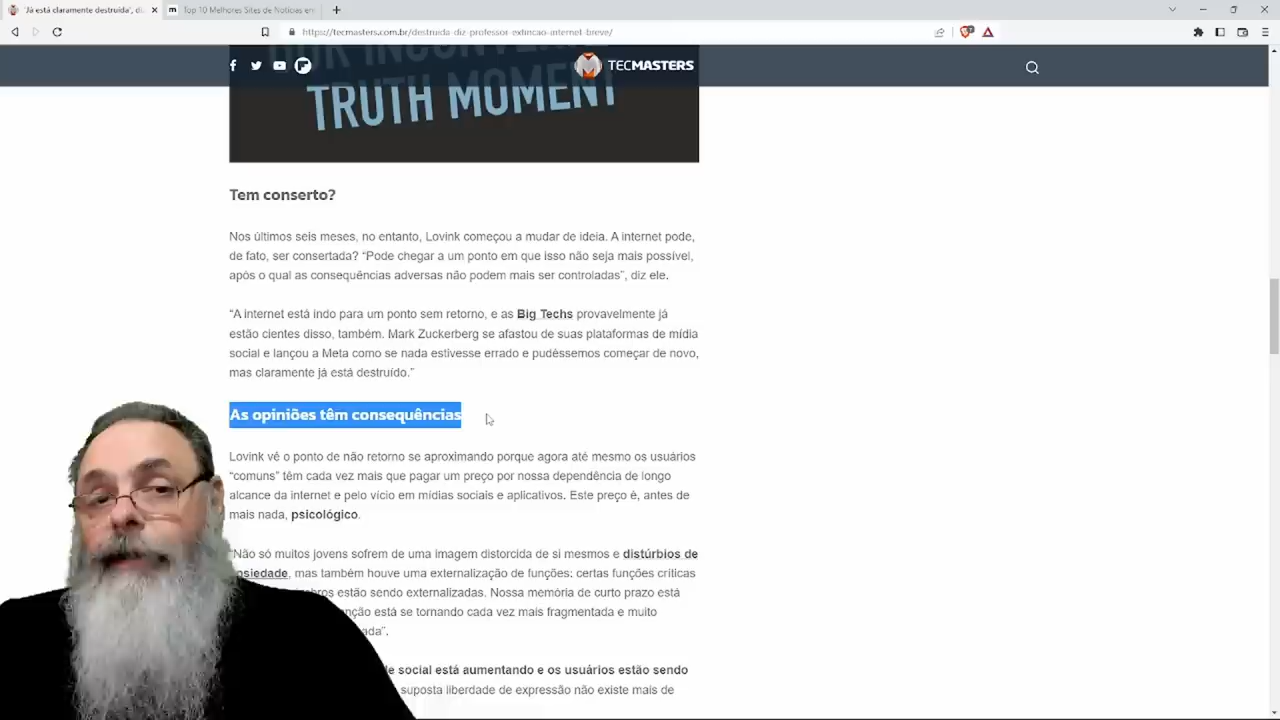 'Já está claramente destruída', di
Top 10 Melhores Sites de Notícias en
https://tecmasters.com.br/destruida-diz-professor-extincao-internet-breve/
TECMASTERS
TRUTH MOMENT
Tem conserto?
Nos últimos seis meses, no entanto, Lovink começou a mudar de ideia. A internet pode,
de fato, ser consertada? “Pode chegar a um ponto em que isso não seja mais possível,
após o qual as consequências adversas não podem mais ser controladas”, diz ele.
“A internet está indo para um ponto sem retorno, e as Big Techs provavelmente já
estão cientes disso, também. Mark Zuckerberg se afastou de suas plataformas de mídia
social e lançou a Meta como se nada estivesse errado e pudéssemos começar de novo,
mas claramente já está destruído.”
As opiniões têm consequências
Lovink vê o ponto de não retorno se aproximando porque agora até mesmo os usuários
“comuns” têm cada vez mais que pagar um preço por nossa dependência de longo
alcance da internet e pelo vício em mídias sociais e aplicativos. Este preço é, antes de
mais nada, psicológico.
“Não só muitos jovens sofrem de uma imagem distorcida de si mesmos e distúrbios de
nsiedade, mas também houve uma externalização de funções: certas funções críticas
estão sendo externalizadas. Nossa memória de curto prazo está
se tornando cada vez mais fragmentada e muito
ada”.
social está aumentando e os usuários estão sendo
suposta liberdade de expressão não existe mais de